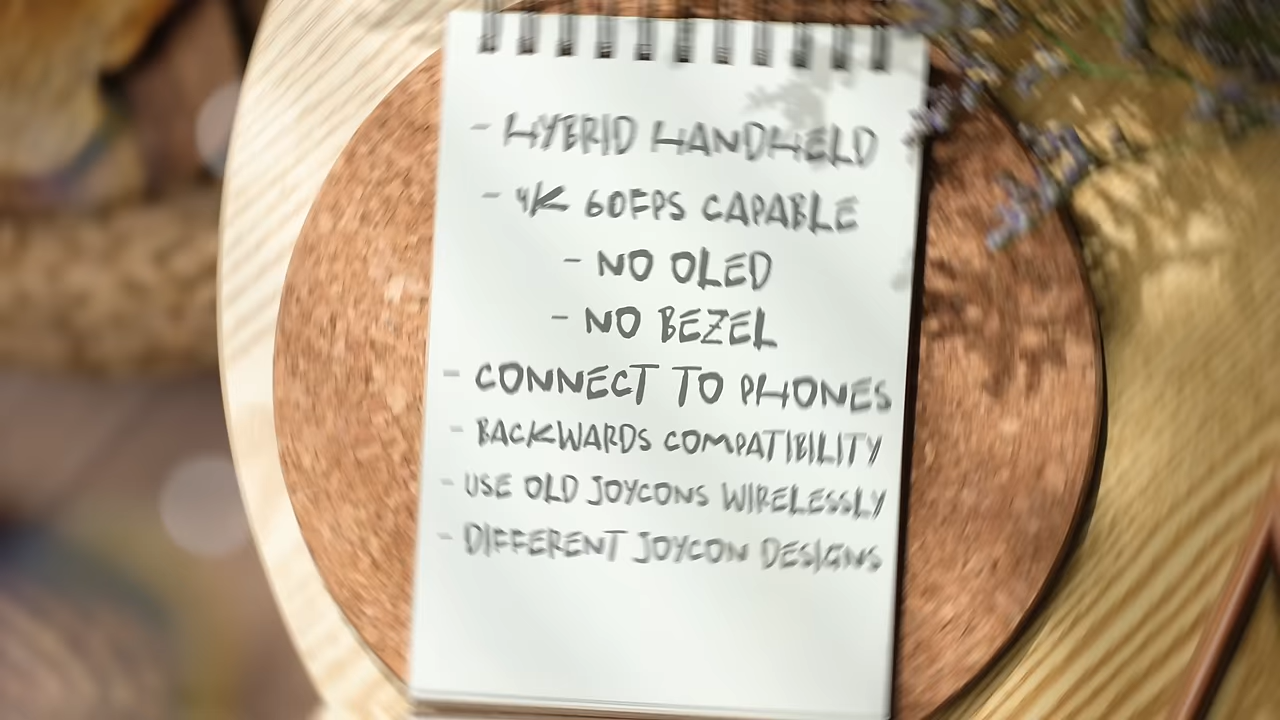 - HYBRID HANDHELD
- 4K 60FPS CAPABLE
- NO OLED
- NO BEZEL
- CONNECT TO PHONES
- BACKWARDS COMPATIBILITY
- USE OLD JOYCONS WIRELESSLY
- DIFFERENT JOYCON DESIGNS